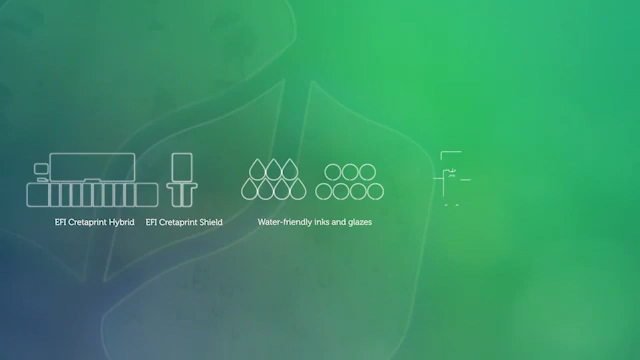 EFI Cretaprint Hybrid
EFI Cretaprint Shield
Water-friendly inks and glazes